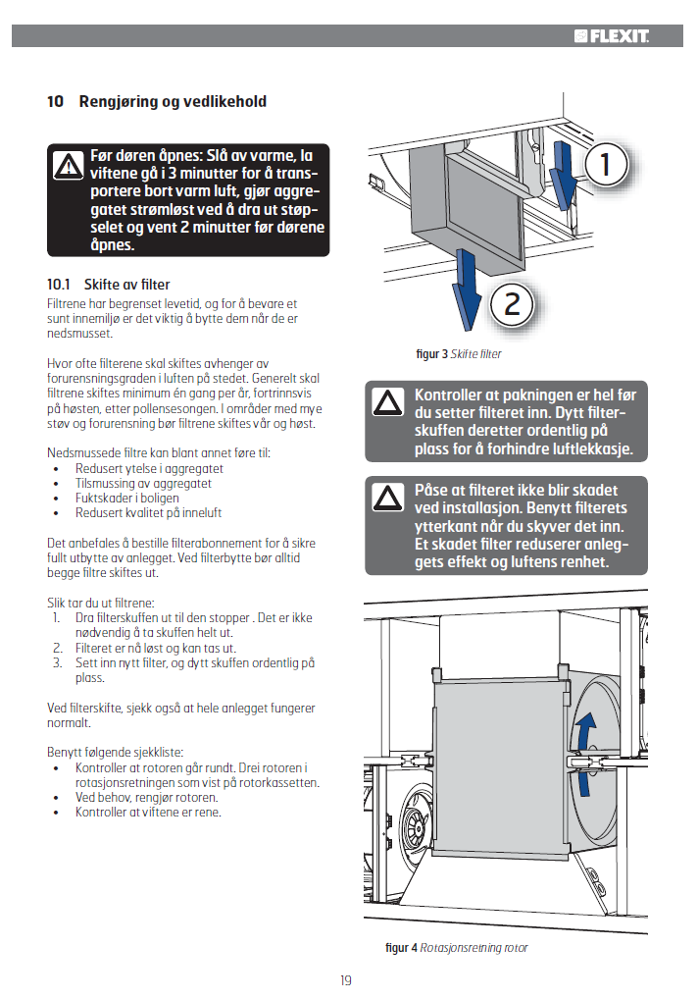 FLEXIT.
10 Rengjøring og vedlikehold
Før døren åpnes: Slå av varme, la
viftene gå i 3 minutter for å trans-
portere bort varm luft, gjør aggre-
gatet strømløst ved å dra ut støp-
selet og vent 2 minutter før dørene
åpnes.
10.1 Skifte av filter
Filtrene har begrenset levetid, og for å bevare et
sunt innemiljø er det viktig å bytte dem når de er
nedsmusset.
Hvor ofte filterene skal skiftes avhenger av
forurensningsgraden i luften på stedet. Generelt skal
filtrene skiftes minimum én gang per år, fortrinnsvis
på høsten, etter pollensesongen. I områder med mye
støv og forurensning bør filtrene skiftes vår og høst.
Nedsmussede filtre kan blant annet føre til:
• Redusert ytelse i aggregatet
• Tilsmussing av aggregatet
• Fuktskader i boligen
• Redusert kvalitet på inneluft
Det anbefales å bestille filterabonnement for å sikre
fullt utbytte av anlegget. Ved filterbytte bør alltid
begge filtre skiftes ut.
Slik tar du ut filtrene:
1. Dra filterskuffen ut til den stopper . Det er ikke
nødvendig å ta skuffen helt ut.
2. Filteret er nå løst og kan tas ut.
3. Sett inn nytt filter, og dytt skuffen ordentlig på
plass.
Ved filterskifte, sjekk også at hele anlegget fungerer
normalt.
Benytt følgende sjekkliste:
• Kontroller at rotoren går rundt. Drei rotoren i
rotasjonsretningen som vist på rotorkassetten.
• Ved behov, rengjør rotoren.
• Kontroller at viftene er rene.
1
2
figur 3 Skifte filter
Kontroller at pakningen er hel før
du setter filteret inn. Dytt filter-
skuffen deretter ordentlig på
plass for å forhindre luftlekkasje.
Påse at filteret ikke blir skadet
ved installasjon. Benytt filterets
ytterkant når du skyver det inn.
Et skadet filter reduserer anleg-
gets effekt og luftens renhet.
figur 4 Rotasjonsretning rotor
19